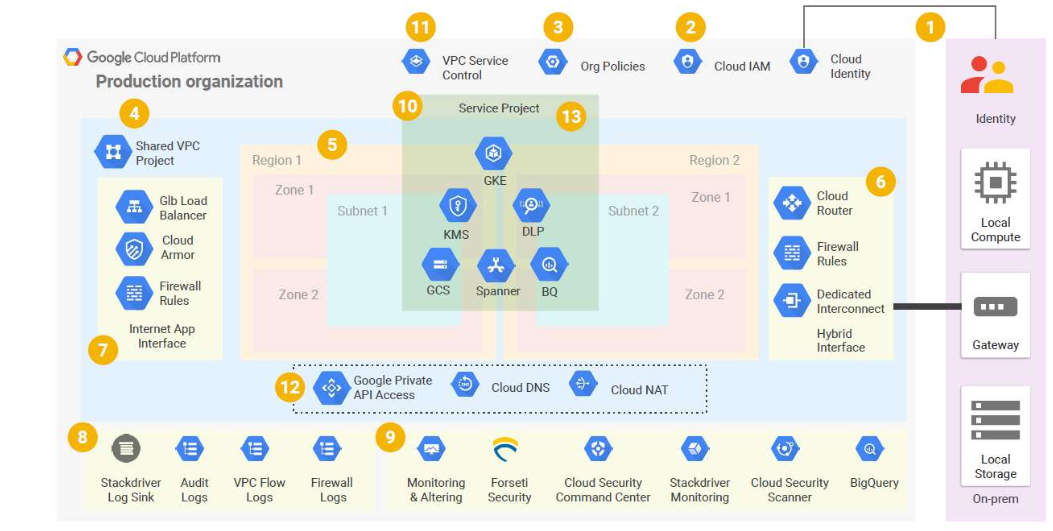 11
3
2
1
Google Cloud Platform
Production organization
VPC Service
Control
Org Policies
Cloud IAM
Cloud
Identity
Identity
10
Service Project
13
4
Shared VPC
Project
5
Region 1
Region 2
GKE
Zone 1
Zone 1
Subnet 1
Subnet 2
KMS
DLP
GCS
Spanner
BQ
Zone 2
Zone 2
Glb Load
Balancer
Cloud
Armor
Firewall
Rules
Internet App
Interface
7
6
Cloud
Router
Firewall
Rules
Dedicated
Interconnect
Hybrid
Interface
Local
Compute
Gateway
Local
Storage
On-prem
12
Google Private
API Access
Cloud DNS
Cloud NAT
8
Stackdriver
Log Sink
Audit
Logs
VPC Flow
Logs
Firewall
Logs
9
Monitoring
& Altering
Forseti
Security
Cloud Security
Command Center
Stackdriver
Monitoring
Cloud Security
Scanner
BigQuery